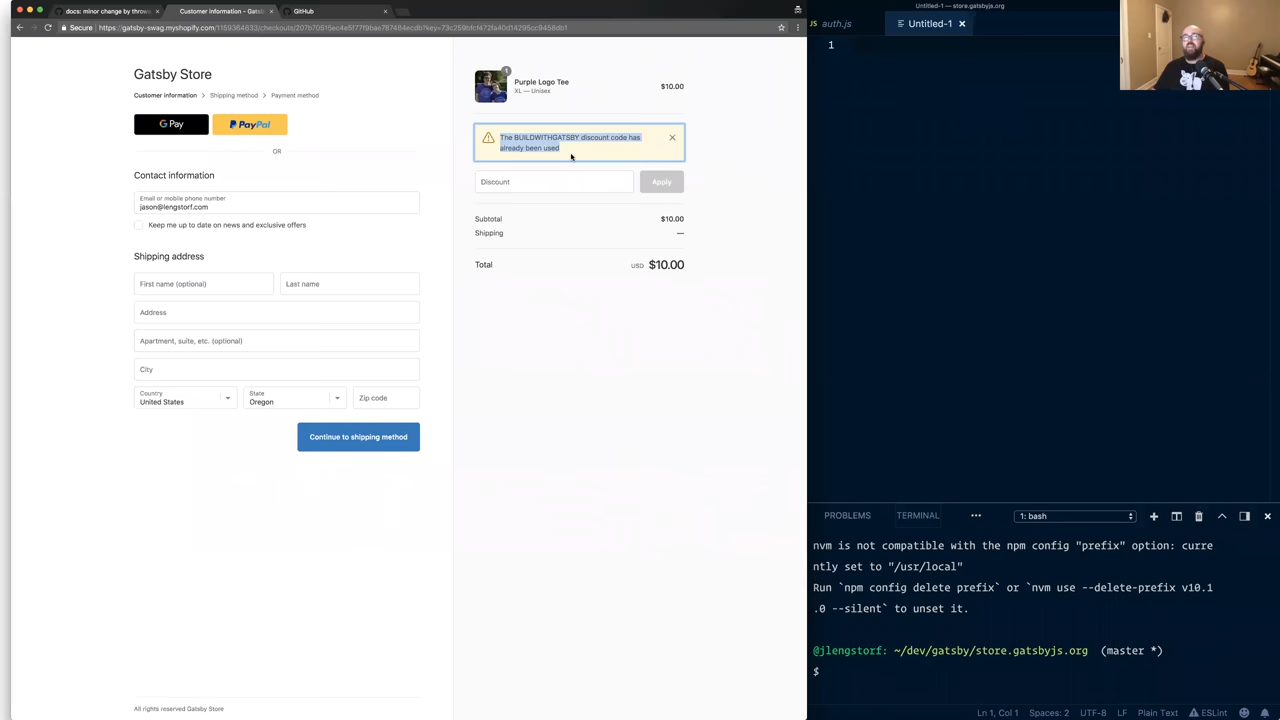 docs: minor change by throw
Customer information - Gatsb
GitHub
Secure
Gatsby Store
Customer information > Shipping method > Payment method
G Pay
PayPal
OR
Contact information
Email or mobile phone number
jason@lengstorf.com
Keep me up to date on news and exclusive offers
Shipping address
First name (optional)
Last name
Address
Apartment, suite, etc. (optional)
City
Country
United States
State
Oregon
Zip code
Continue to shipping method
All rights reserved Gatsby Store
1
Purple Logo Tee
XL — Unisex
$10.00
The BUILDWITHGATSBY discount code has
already been used
Discount
Apply
Subtotal
$10.00
Shipping
—
Total
USD $10.00
Untitled-1 — store.gatsbyjs.org
auth.js
Untitled-1
1
PROBLEMS
TERMINAL
1: bash
nvm is not compatible with the npm config "prefix" option: curre
ntly set to "/usr/local"
Run `npm config delete prefix` or `nvm use --delete-prefix v10.1
.0 --silent` to unset it.
@jlengstorf: ~/dev/gatsby/store.gatsbyjs.org (master *)
$
Ln 1, Col 1
Spaces: 2
UTF-8
LF
Plain Text
ESLint